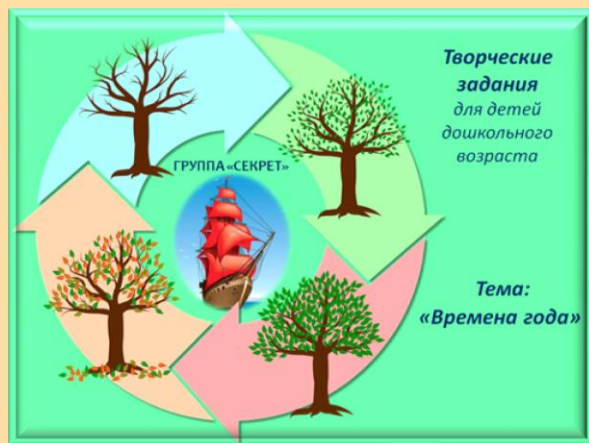 Творческие
задания
для детей
дошкольного
возраста
ГРУППА «СЕКРЕТ»
Тема:
«Времена года»